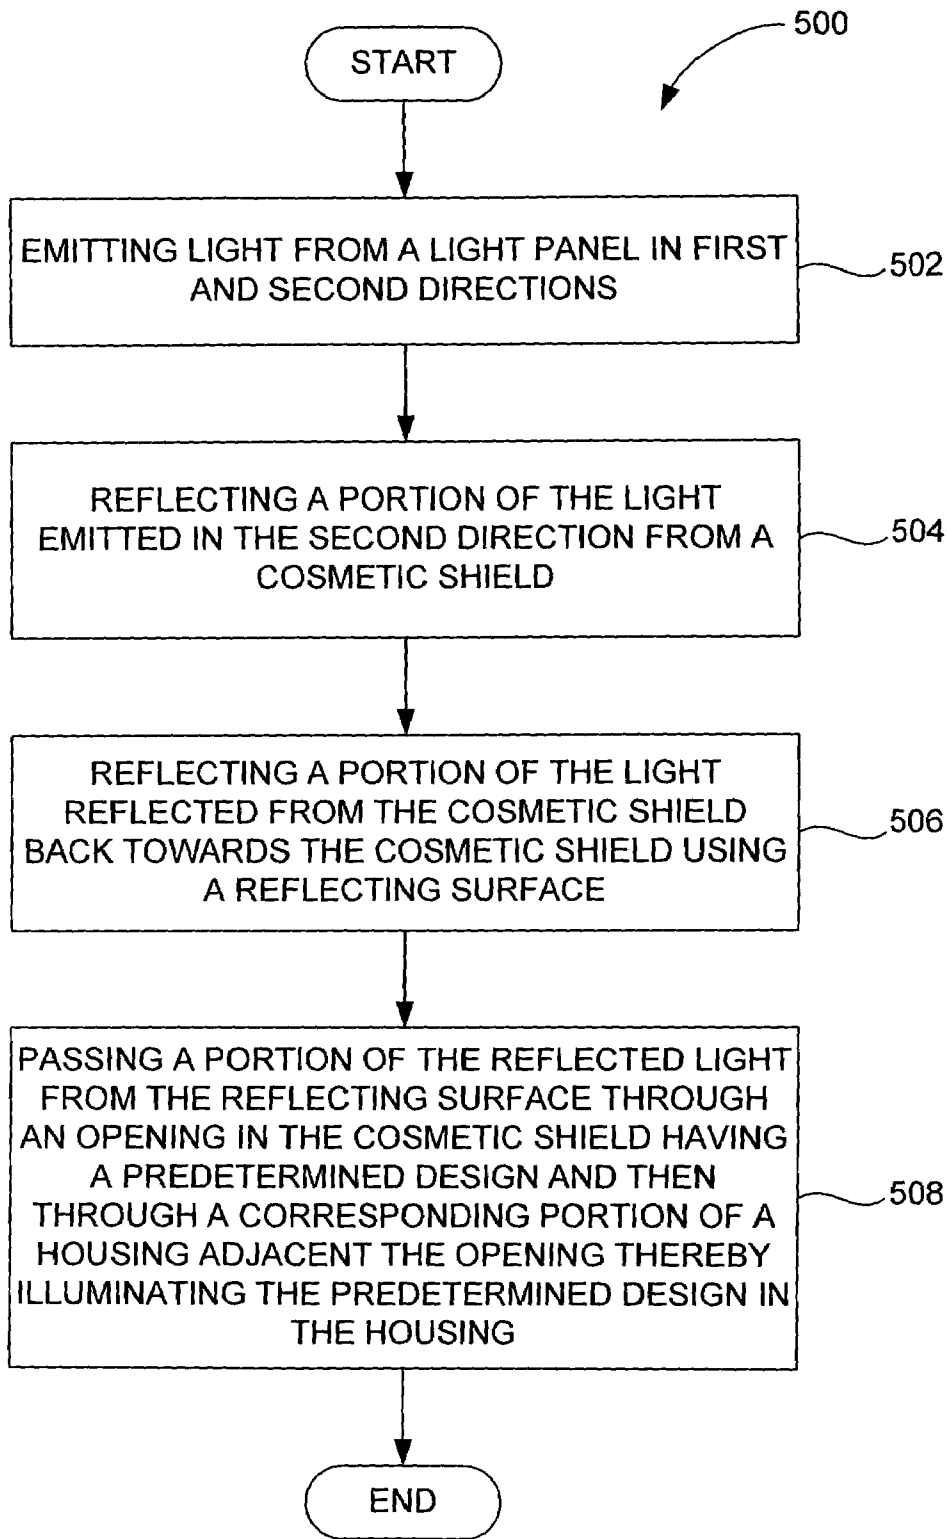 500
START
EMITTING LIGHT FROM A LIGHT PANEL IN FIRST
AND SECOND DIRECTIONS
502
REFLECTING A PORTION OF THE LIGHT
EMITTED IN THE SECOND DIRECTION FROM A
COSMETIC SHIELD
504
REFLECTING A PORTION OF THE LIGHT
REFLECTED FROM THE COSMETIC SHIELD
BACK TOWARDS THE COSMETIC SHIELD USING
A REFLECTING SURFACE
506
PASSING A PORTION OF THE REFLECTED LIGHT
FROM THE REFLECTING SURFACE THROUGH
AN OPENING IN THE COSMETIC SHIELD HAVING
A PREDETERMINED DESIGN AND THEN
THROUGH A CORRESPONDING PORTION OF A
HOUSING ADJACENT THE OPENING THEREBY
ILLUMINATING THE PREDETERMINED DESIGN IN
THE HOUSING
508
END